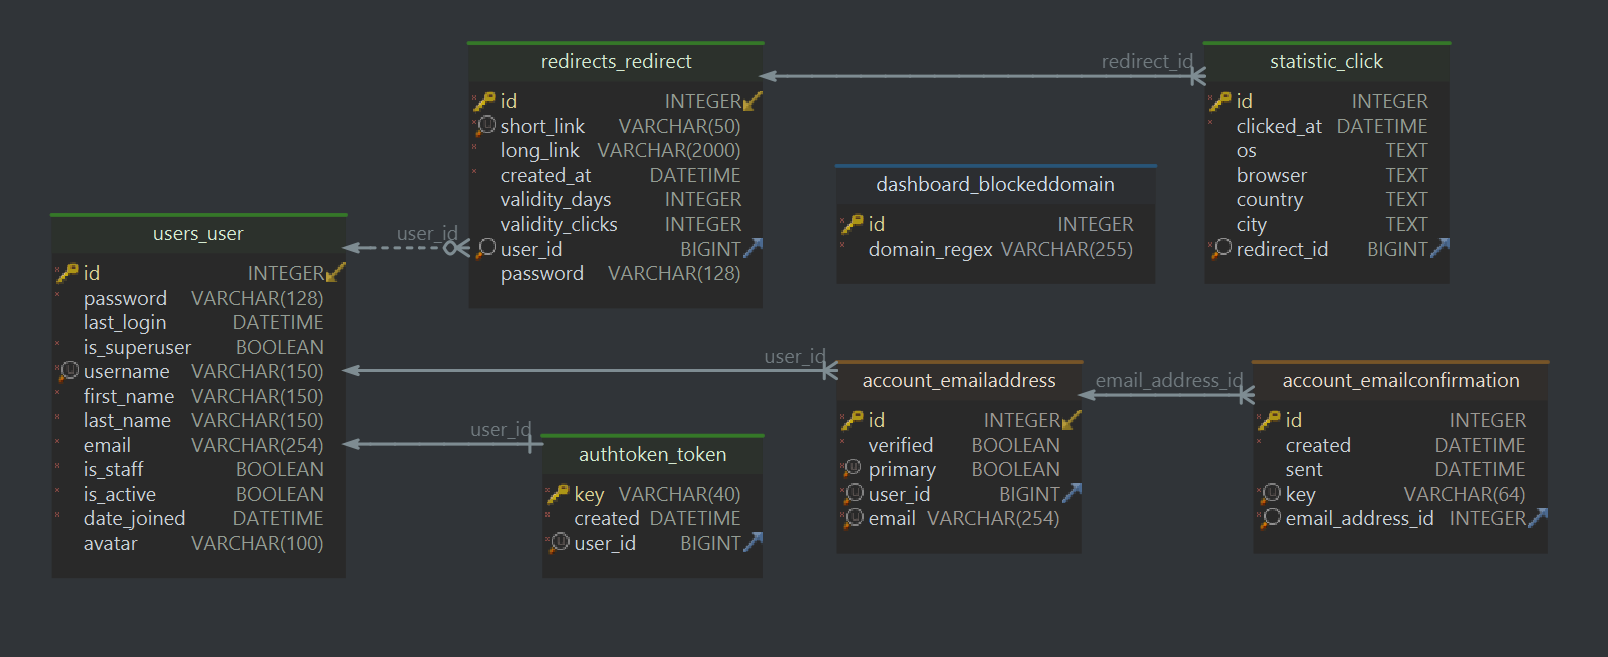 redirects_redirect
id INTEGER
short_link VARCHAR(50)
long_link VARCHAR(2000)
created_at DATETIME
validity_days INTEGER
validity_clicks INTEGER
user_id BIGINT
password VARCHAR(128)
redirect_id
statistic_click
id INTEGER
clicked_at DATETIME
os TEXT
browser TEXT
country TEXT
city TEXT
redirect_id BIGINT
dashboard_blockeddomain
id INTEGER
domain_regex VARCHAR(255)
users_user
id INTEGER
password VARCHAR(128)
last_login DATETIME
is_superuser BOOLEAN
username VARCHAR(150)
first_name VARCHAR(150)
last_name VARCHAR(150)
email VARCHAR(254)
is_staff BOOLEAN
is_active BOOLEAN
date_joined DATETIME
avatar VARCHAR(100)
user_id
user_id
user_id
authtoken_token
key VARCHAR(40)
created DATETIME
user_id BIGINT
account_emailaddress
id INTEGER
verified BOOLEAN
primary BOOLEAN
user_id BIGINT
email VARCHAR(254)
email_address_id
account_emailconfirmation
id INTEGER
created DATETIME
sent DATETIME
key VARCHAR(64)
email_address_id INTEGER